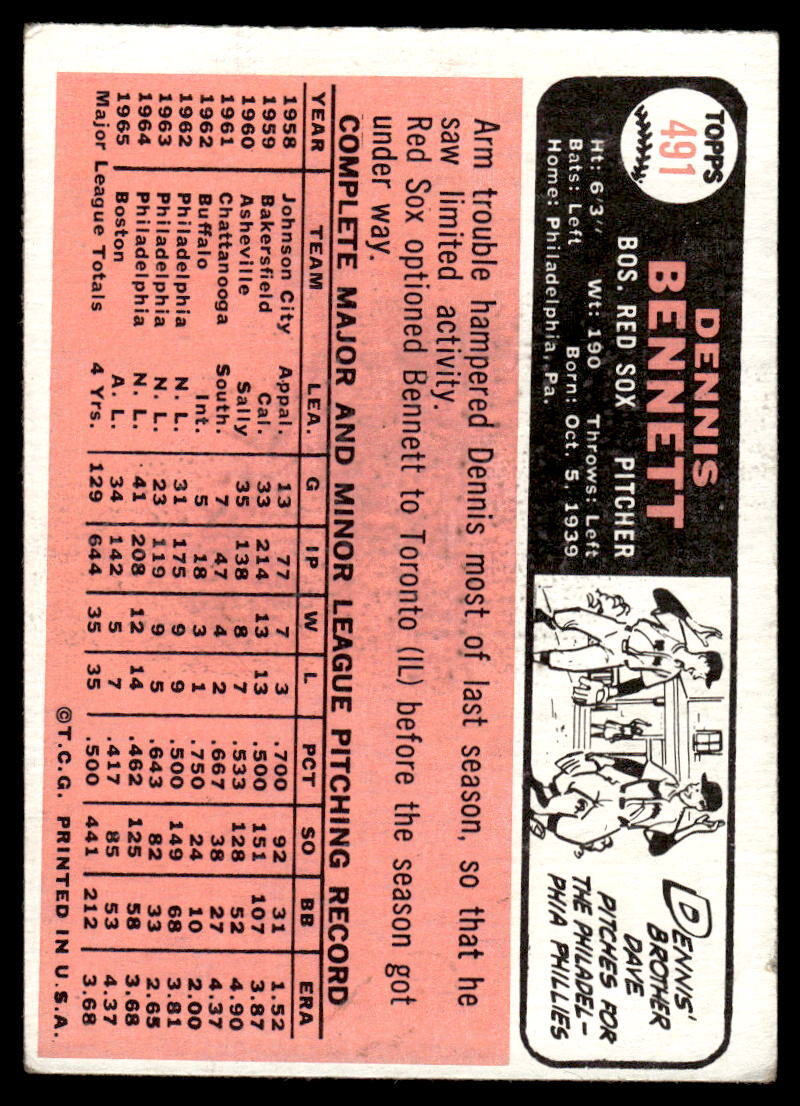 TOPPS
491
DENNIS
BENNETT
BOS. RED SOX PITCHER
Ht: 6'3" Wt: 190 Throws: Left
Bats: Left Born: Oct. 5, 1939
Home: Philadelphia, Pa.
DENNIS'
BROTHER
DAVE
PITCHES FOR
THE PHILADEL-
PHIA PHILLIES
Arm trouble hampered Dennis most of last season, so that he
saw limited activity.
Red Sox optioned Bennett to Toronto (IL) before the season got
under way.
COMPLETE MAJOR AND MINOR LEAGUE PITCHING RECORD
YEAR TEAM LEA. G IP W L PCT SO BB ERA
1958 Johnson City Appal. 13 77 7 3 .700 92 31 1.52
1959 Bakersfield Cal. 33 214 13 13 .500 151 107 3.87
1960 Asheville Sally 35 138 8 7 .533 128 52 4.90
1961 Chattanooga South. 7 47 4 2 .667 38 27 4.37
1962 Buffalo Int. 5 18 3 1 .750 24 10 2.00
1962 Philadelphia N. L. 31 175 9 9 .500 149 68 3.81
1963 Philadelphia N. L. 23 119 9 5 .643 82 33 2.65
1964 Philadelphia N. L. 41 208 12 14 .462 125 58 3.68
1965 Boston A. L. 34 142 5 7 .417 85 53 4.37
Major League Totals 4 Yrs. 129 644 35 35 .500 441 212 3.68
©T.C.G. PRINTED IN U.S.A.